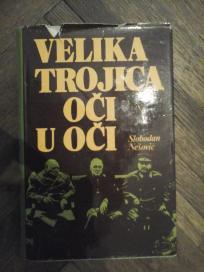 VELIKA
TROJICA
OČI
U OČI
Slobodan
Nešović